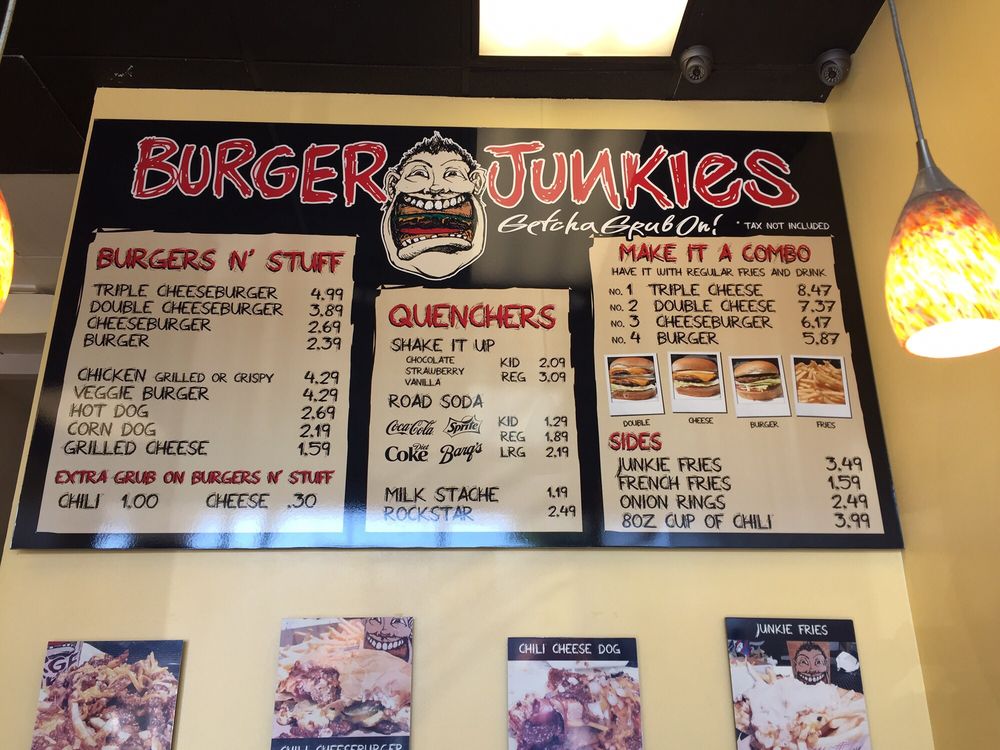 BURGER JUNKIES
Getcha Grub On!
* TAX NOT INCLUDED
BURGERS N' STUFF
TRIPLE CHEESEBURGER 4.99
DOUBLE CHEESEBURGER 3.89
CHEESEBURGER 2.69
BURGER 2.39
CHICKEN GRILLED OR CRISPY 4.29
VEGGIE BURGER 4.29
HOT DOG 2.69
CORN DOG 2.19
GRILLED CHEESE 1.59
EXTRA GRUB ON BURGERS N' STUFF
CHILI 1.00 CHEESE .30
QUENCHERS
SHAKE IT UP
CHOCOLATE KID 2.09
STRAWBERRY
VANILLA REG 3.09
ROAD SODA
Coca-Cola Sprite KID 1.29
REG 1.89
Diet Coke Barq's LRG 2.19
MILK STACHE 1.19
ROCKSTAR 2.49
MAKE IT A COMBO
HAVE IT WITH REGULAR FRIES AND DRINK
NO. 1 TRIPLE CHEESE 8.47
NO. 2 DOUBLE CHEESE 7.37
NO. 3 CHEESEBURGER 6.17
NO. 4 BURGER 5.87
DOUBLE CHEESE BURGER FRIES
SIDES
JUNKIE FRIES 3.49
FRENCH FRIES 1.59
ONION RINGS 2.49
8OZ CUP OF CHILI 3.99
CHILI CHEESEBURGER
CHILI CHEESE DOG
JUNKIE FRIES